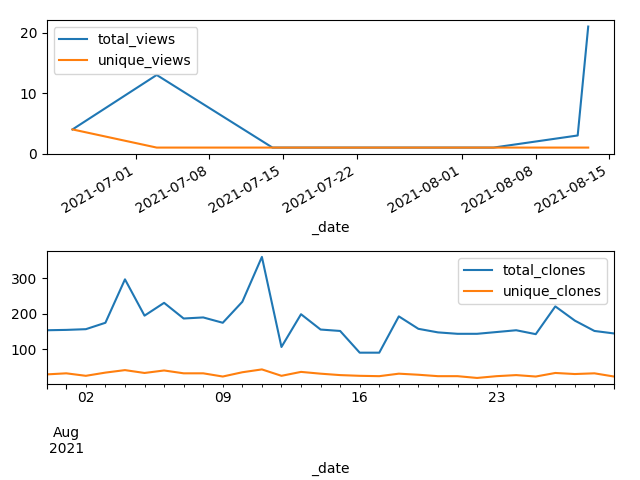 total_views
unique_views
20
10
0
2021-07-01
2021-07-08
2021-07-15
2021-07-22
2021-08-01
2021-08-08
2021-08-15
_date
total_clones
unique_clones
300
200
100
02
09
16
23
Aug
2021
_date